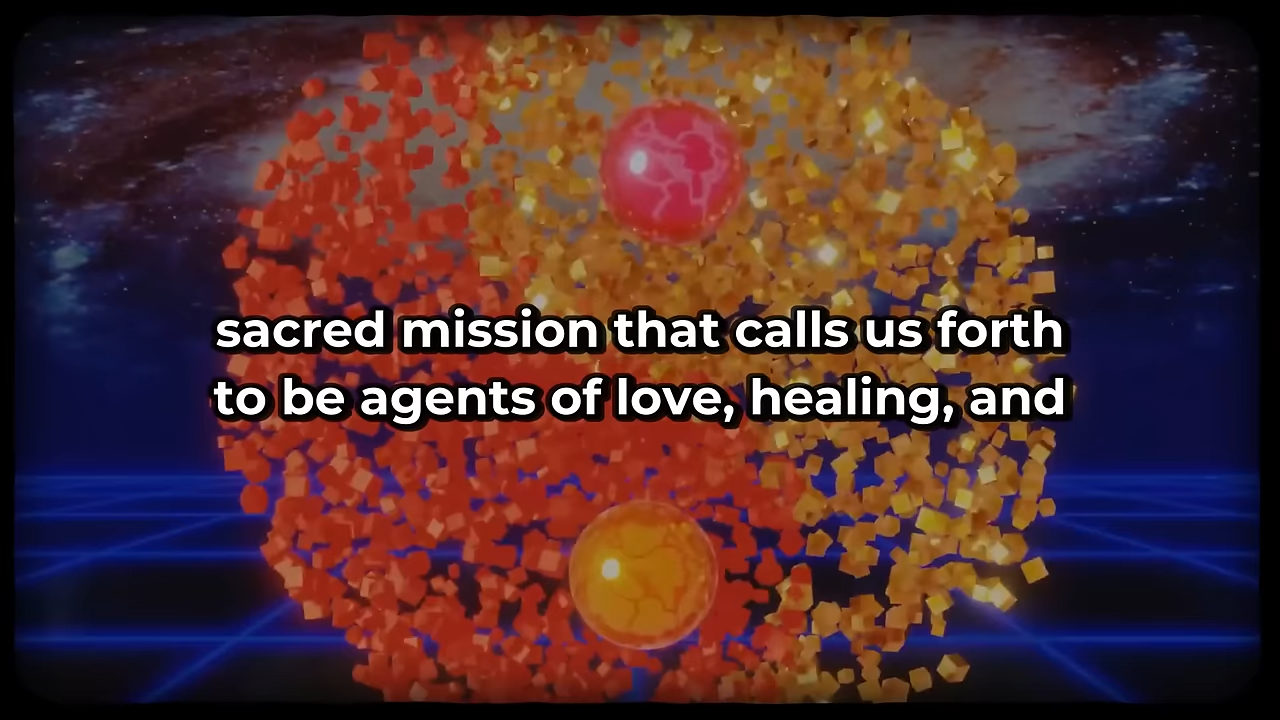 sacred mission that calls us forth
to be agents of love, healing, and